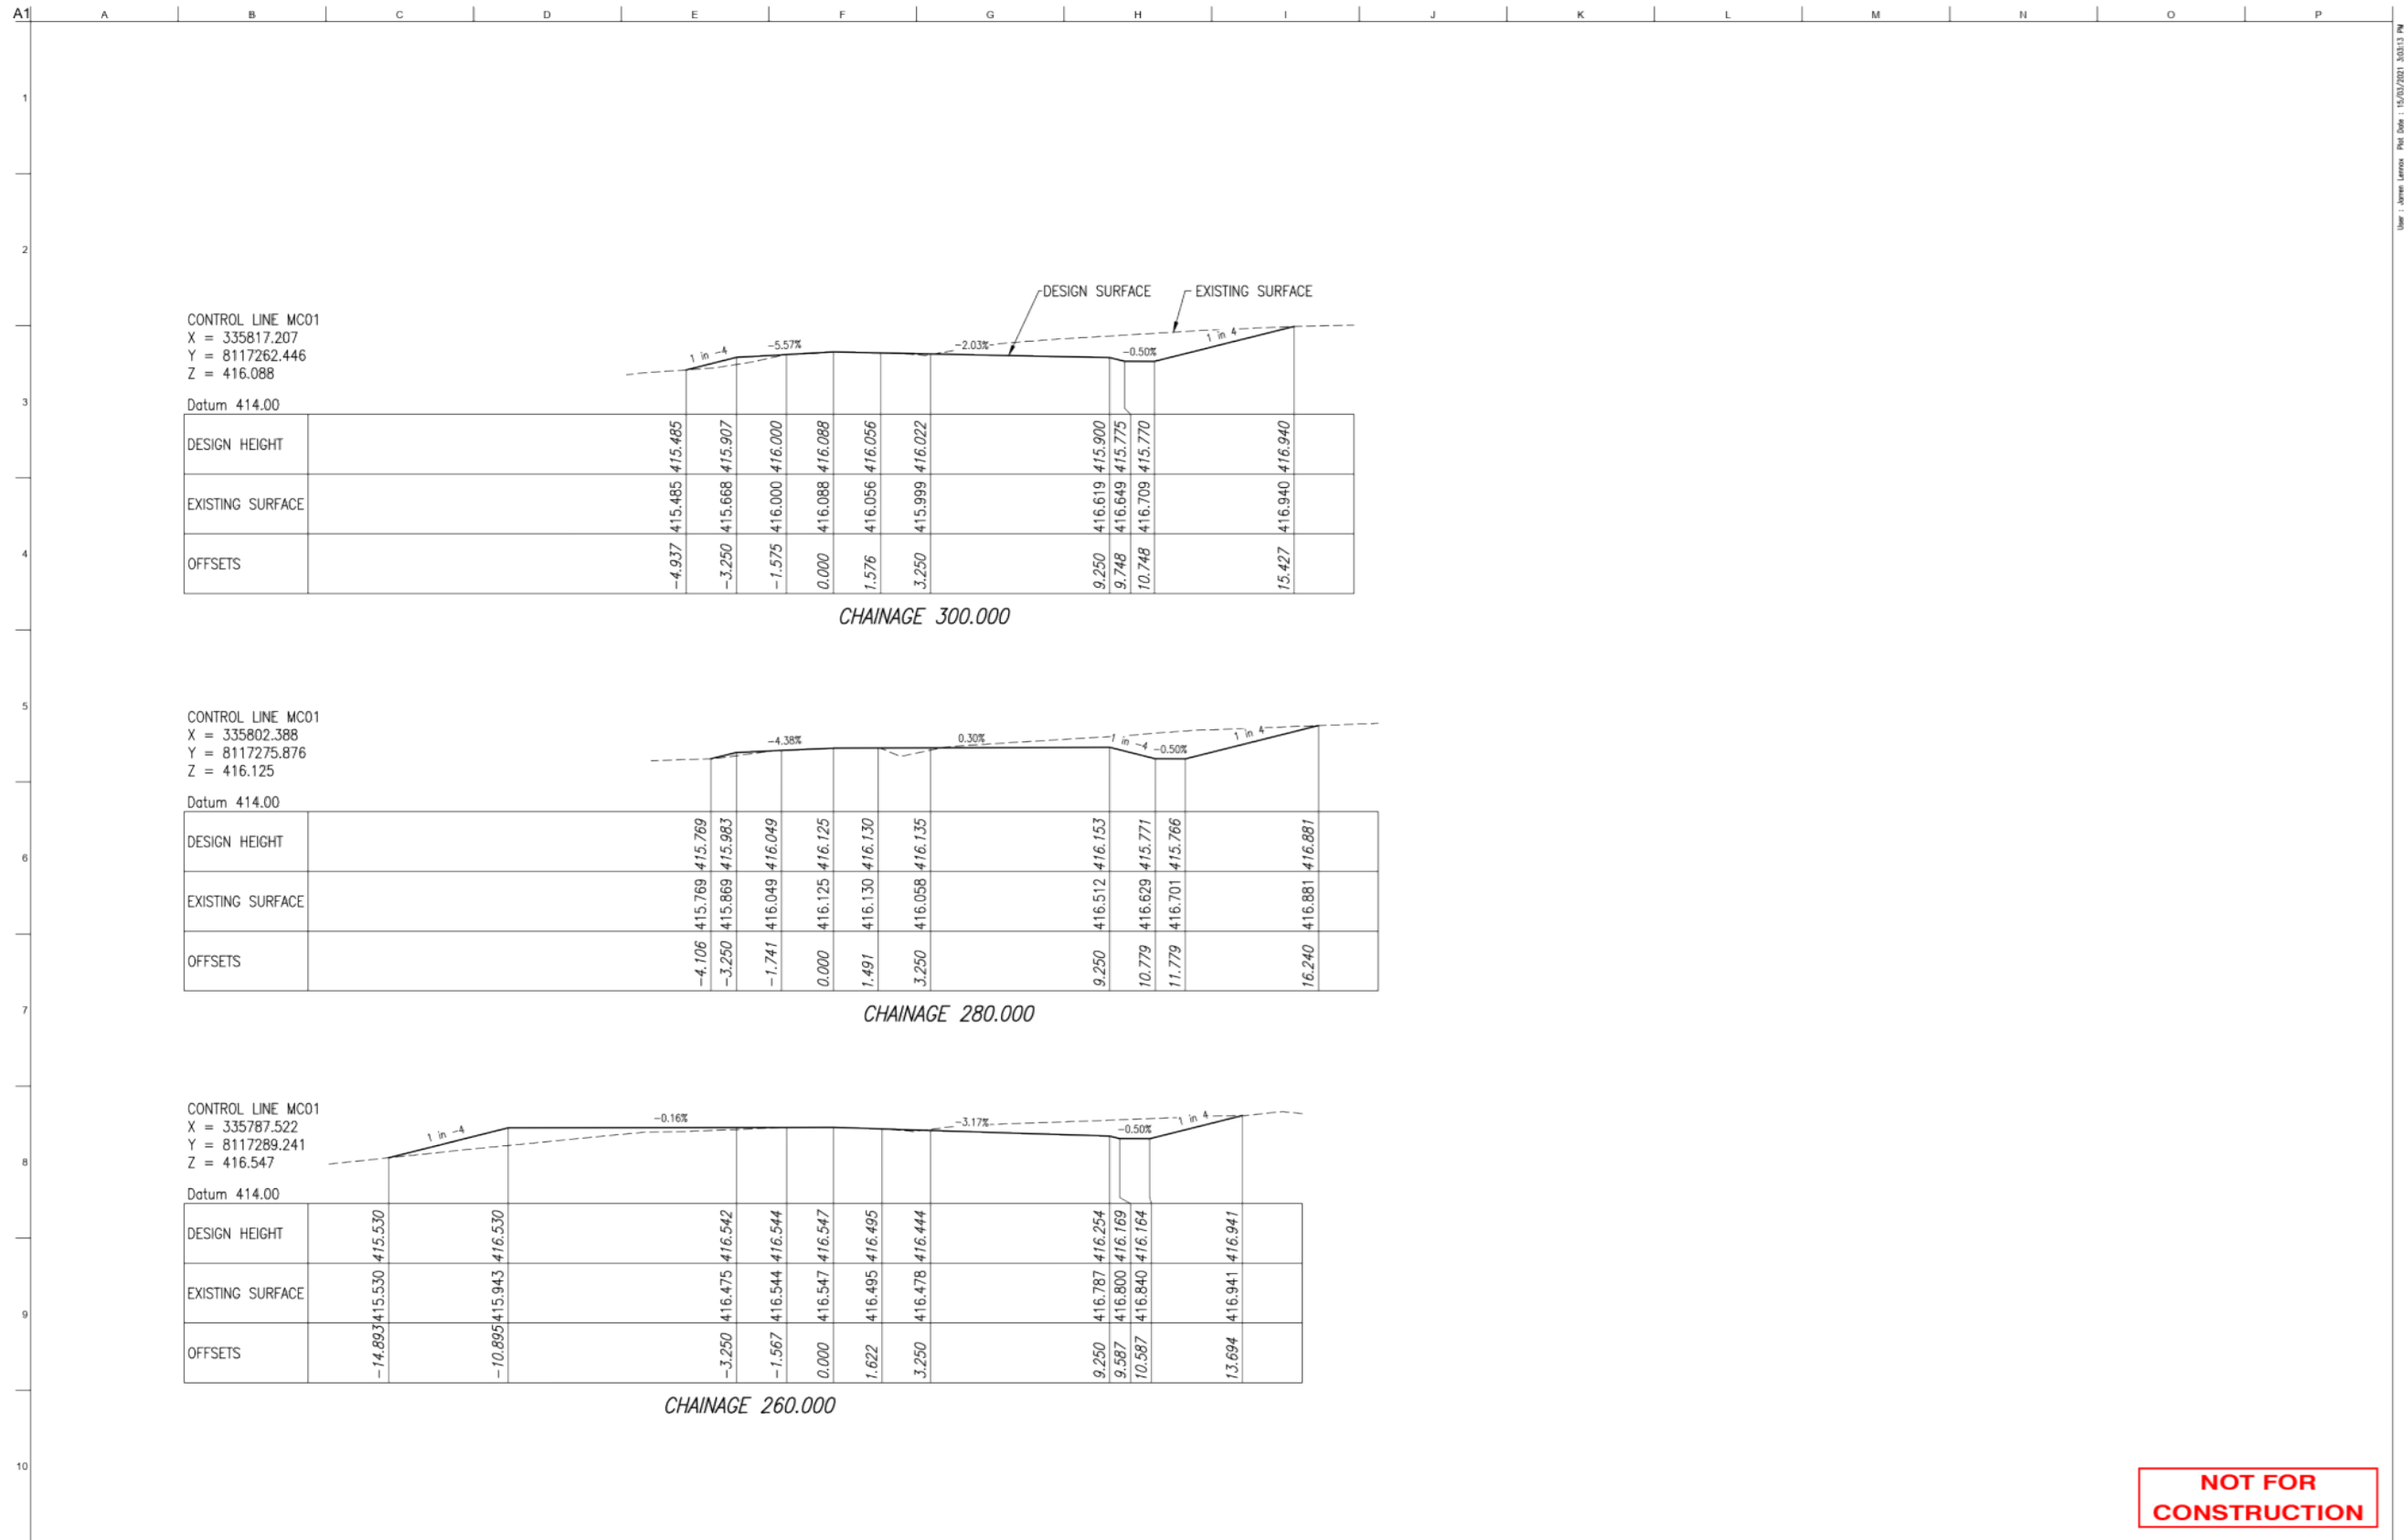 A1 A B C D E F G H I J K L M N O P
User : Jarren Lennox Plot Date : 15/03/2021 3:03:13 PM
1
2
DESIGN SURFACE EXISTING SURFACE
CONTROL LINE MC01
X = 335817.207
Y = 8117262.446
Z = 416.088
1 in -4 -5.57% -2.03% -0.50% 1 in 4
3
Datum 414.00
DESIGN HEIGHT 415.485 415.907 416.000 416.088 416.056 416.022 415.900 415.775 415.770 416.940
EXISTING SURFACE 415.485 415.668 416.000 416.088 416.056 415.999 416.619 416.649 416.709 416.940
4
OFFSETS -4.937 -3.250 -1.575 0.000 1.576 3.250 9.250 9.748 10.748 15.427
CHAINAGE 300.000
5
CONTROL LINE MC01
X = 335802.388
Y = 8117275.876
Z = 416.125
-4.38% 0.30% 1 in -4 -0.50% 1 in 4
Datum 414.00
DESIGN HEIGHT 415.769 415.983 416.049 416.125 416.130 416.135 416.153 415.771 415.766 416.881
6
EXISTING SURFACE 415.769 415.869 416.049 416.125 416.130 416.058 416.512 416.629 416.701 416.881
OFFSETS -4.106 -3.250 -1.741 0.000 1.491 3.250 9.250 10.779 11.779 16.240
7
CHAINAGE 280.000
CONTROL LINE MC01
X = 335787.522
Y = 8117289.241
Z = 416.547
1 in -4 -0.16% -3.17% -0.50% 1 in 4
8
Datum 414.00
DESIGN HEIGHT 415.530 416.530 416.542 416.544 416.547 416.495 416.444 416.254 416.169 416.164 416.941
EXISTING SURFACE 415.530 415.943 416.475 416.544 416.547 416.495 416.478 416.787 416.800 416.840 416.941
9
OFFSETS -14.893 -10.895 -3.250 -1.567 0.000 1.622 3.250 9.250 9.587 10.587 13.694
CHAINAGE 260.000
10
NOT FOR
CONSTRUCTION